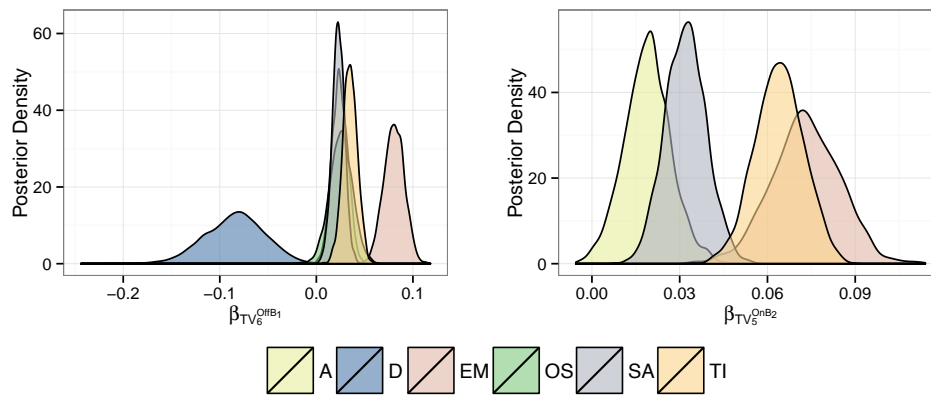 Posterior Density
60
40
20
0
−0.2 −0.1 0.0 0.1
βTV₆OffB₁
Posterior Density
40
20
0
0.00 0.03 0.06 0.09
βTV₅OnB₂
A D EM OS SA TI